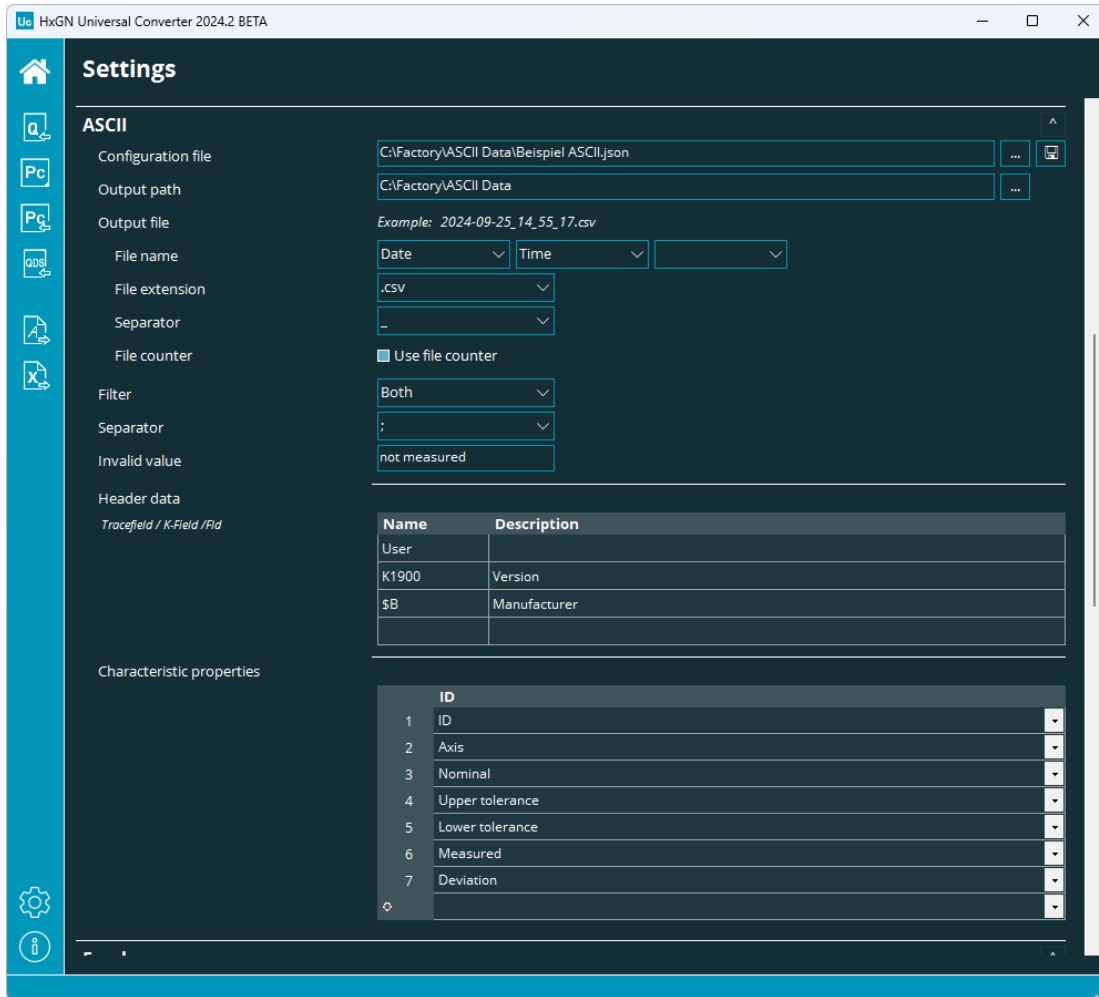 Uc HxGN Universal Converter 2024.2 BETA
Settings
ASCII
Configuration file C:\Factory\ASCII Data\Beispiel ASCII.json ...
Output path C:\Factory\ASCII Data ...
Output file Example: 2024-09-25_14_55_17.csv
File name Date Time
File extension .csv
Separator _
File counter Use file counter
Filter Both
Separator ;
Invalid value not measured
Header data
Tracefield / K-Field /Fld
Name Description
User
K1900 Version
$B Manufacturer
Characteristic properties
ID
1 ID
2 Axis
3 Nominal
4 Upper tolerance
5 Lower tolerance
6 Measured
7 Deviation
a
Pc
Pc
QDS
A
X
i